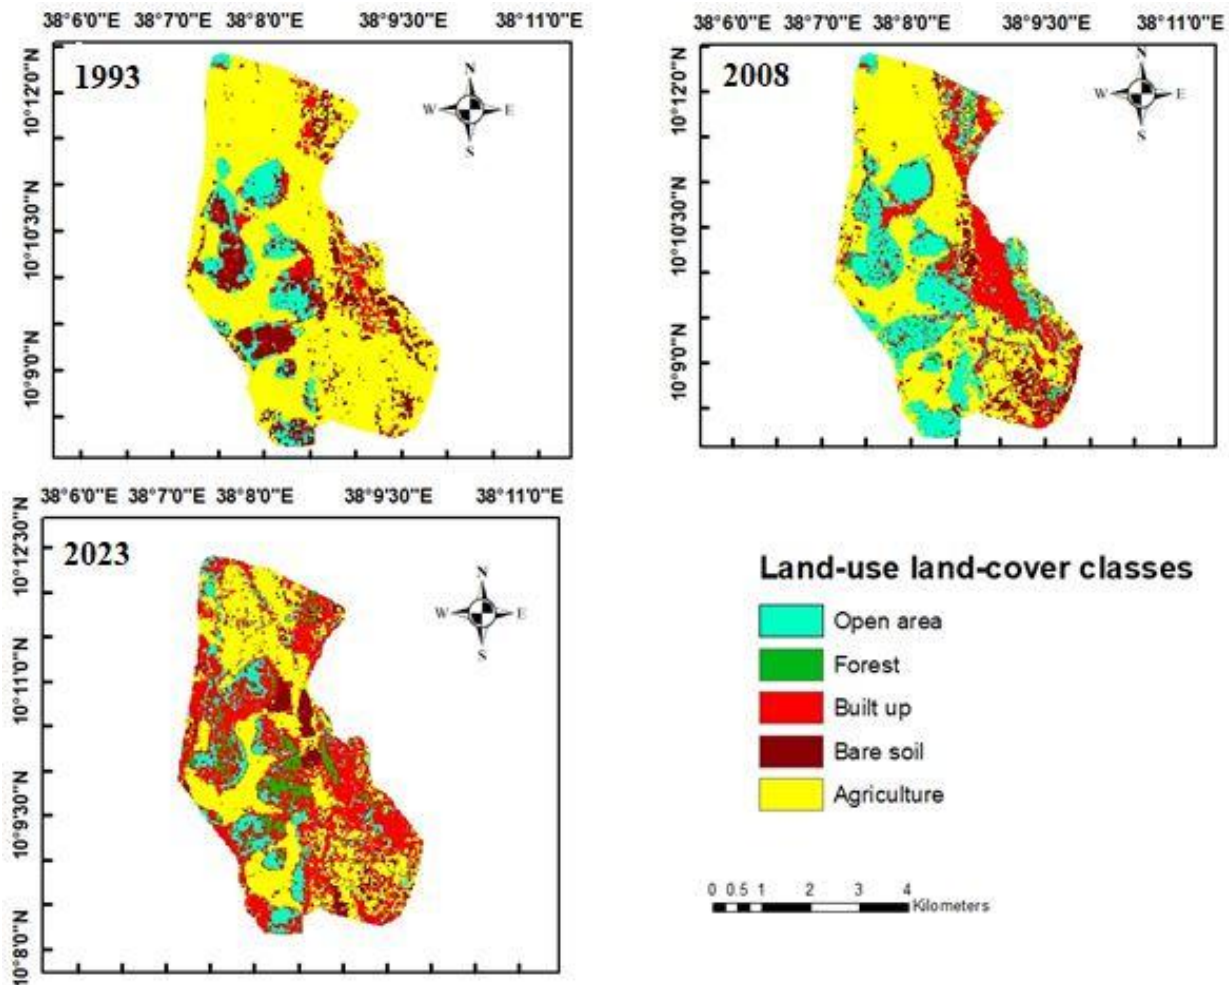 38°6'0"E 38°7'0"E 38°8'0"E 38°9'30"E 38°11'0"E
1993
N
W E
S
10°12'0"N
10°10'30"N
10°9'0"N
38°6'0"E 38°7'0"E 38°8'0"E 38°9'30"E 38°11'0"E
2008
N
W E
S
10°12'0"N
10°10'30"N
10°9'0"N
38°6'0"E 38°7'0"E 38°8'0"E 38°9'30"E 38°11'0"E
2023
N
W E
S
10°12'30"N
10°11'0"N
10°9'30"N
10°8'0"N
Land-use land-cover classes
Open area
Forest
Built up
Bare soil
Agriculture
0 0.5 1 2 3 4
Kilometers